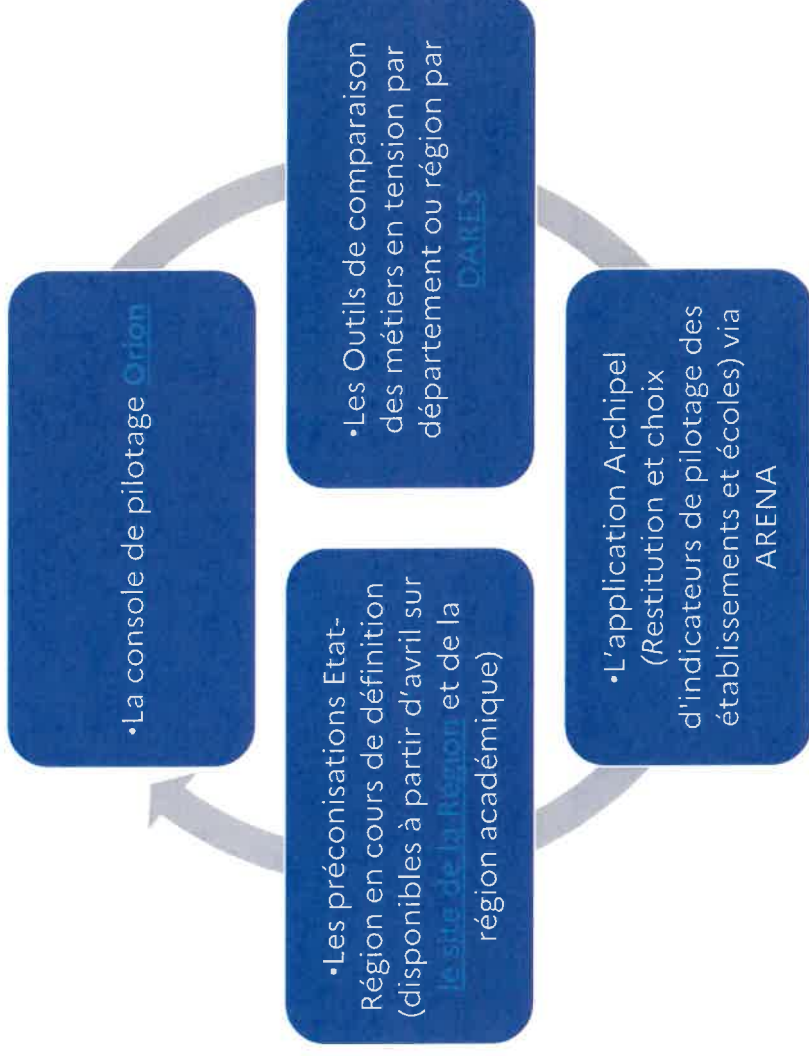 •La console de pilotage Orion
•Les Outils de comparaison
des métiers en tension par
département ou région par
DARES
•L'application Archipel
(Restitution et choix
d'indicateurs de pilotage des
établissements et écoles) via
ARENA
•Les préconisations Etat-
Région en cours de définition
(disponibles à partir d'avril sur
le site de la Région et de la
région académique)